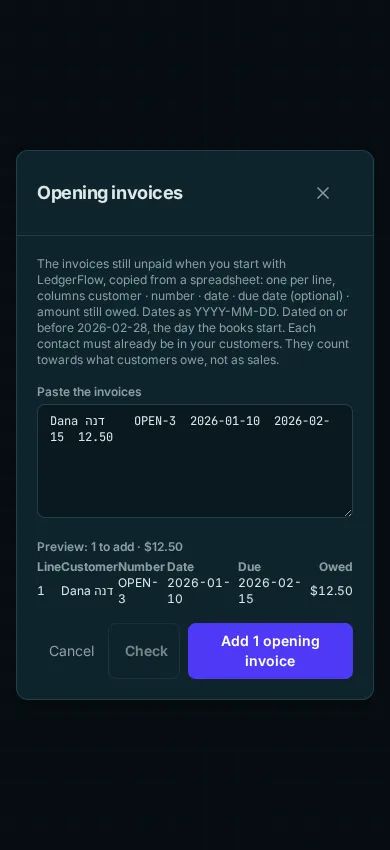 Opening invoices
The invoices still unpaid when you start with
LedgerFlow, copied from a spreadsheet: one per line,
columns customer · number · date · due date (optional) ·
amount still owed. Dates as YYYY-MM-DD. Dated on or
before 2026-02-28, the day the books start. Each
contact must already be in your customers. They count
towards what customers owe, not as sales.
Paste the invoices
Dana דנה OPEN-3 2026-01-10 2026-02-
15 12.50
Preview: 1 to add · $12.50
Line Customer Number Date Due Owed
1 Dana דנה OPEN-3 2026-01-10 2026-02-15 $12.50
Cancel Check Add 1 opening invoice